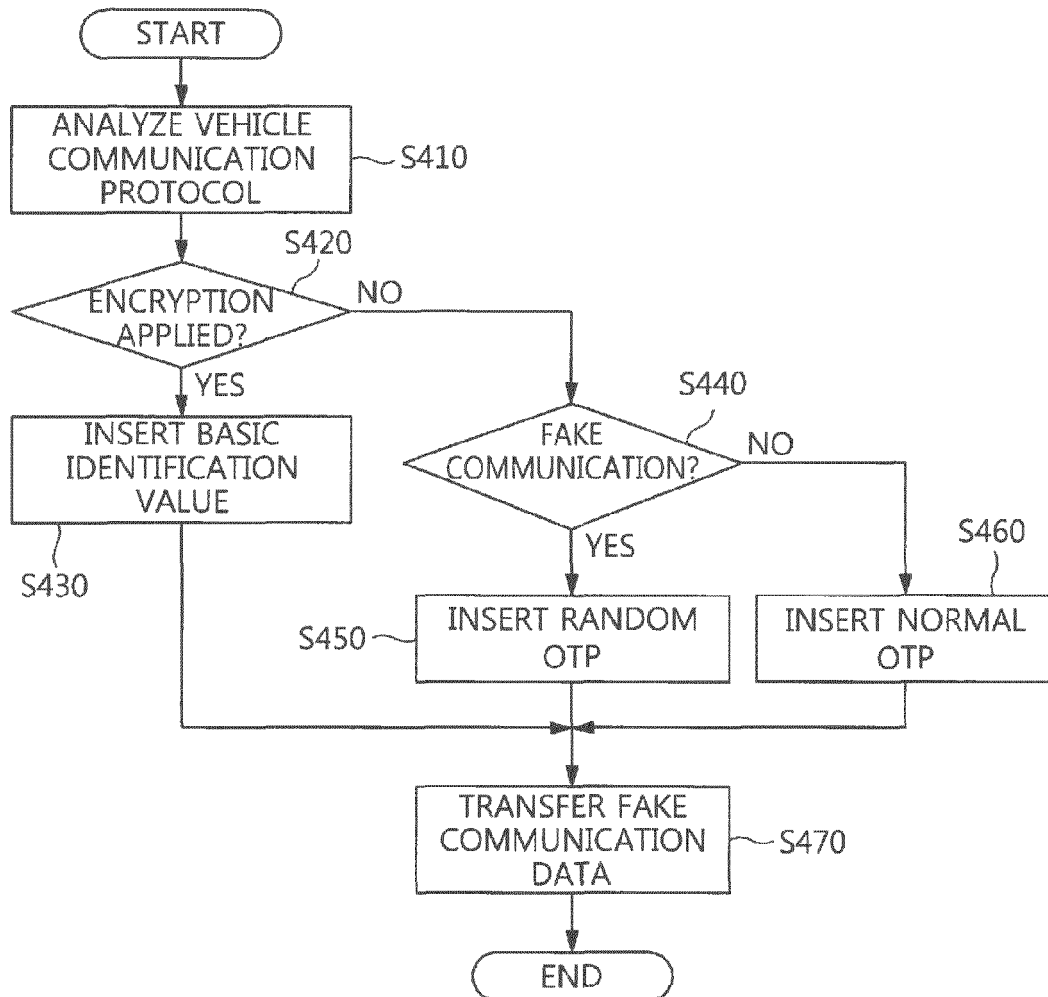 START
ANALYZE VEHICLE
COMMUNICATION
PROTOCOL
S410
S420
ENCRYPTION
APPLIED?
NO
YES
INSERT BASIC
IDENTIFICATION
VALUE
S430
S440
FAKE
COMMUNICATION?
NO
YES
S460
S450
INSERT RANDOM
OTP
INSERT NORMAL
OTP
TRANSFER FAKE
COMMUNICATION
DATA
S470
END